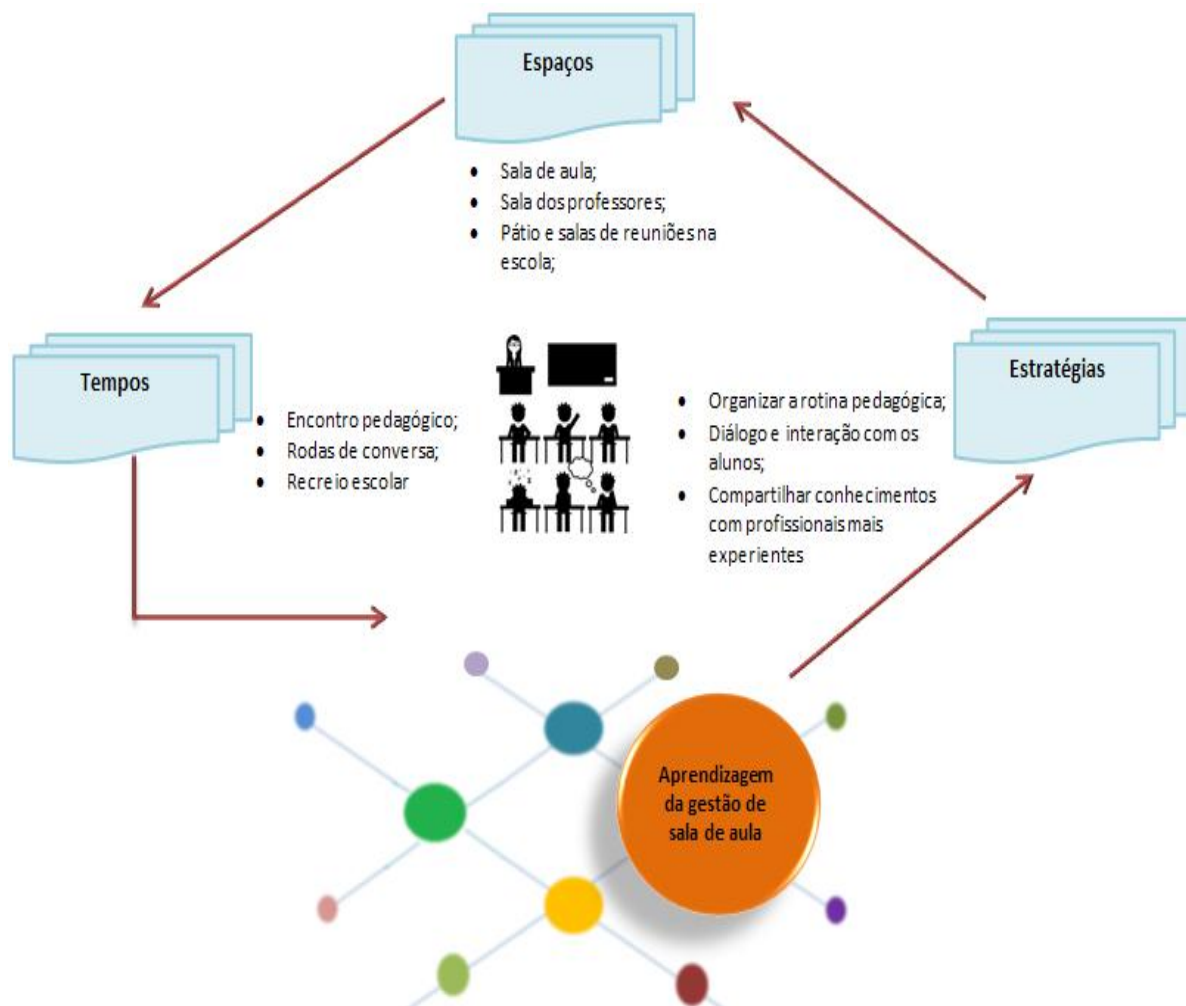 Espaços
• Sala de aula;
• Sala dos professores;
• Pátio e salas de reuniões na
escola;
Tempos
• Encontro pedagógico;
• Rodas de conversa;
• Recreio escolar
Estratégias
• Organizar a rotina pedagógica;
• Diálogo e interação com os
alunos;
• Compartilhar conhecimentos
com profissionais mais
experientes
Aprendizagem
da gestão de
sala de aula